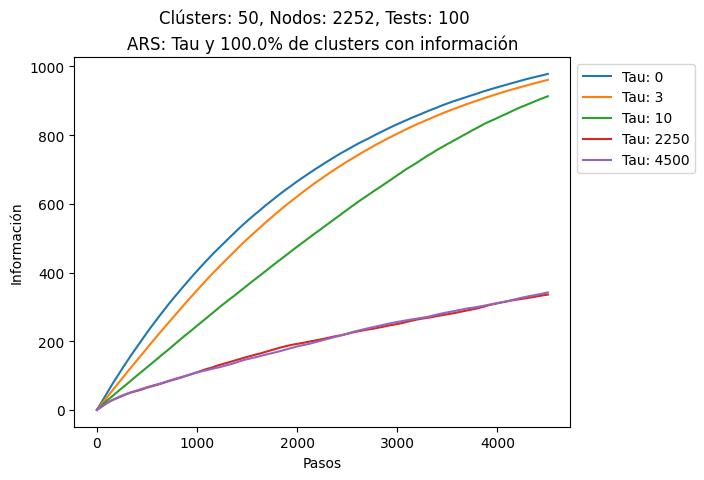 Clústers: 50, Nodos: 2252, Tests: 100
ARS: Tau y 100.0% de clusters con información
1000
800
600
400
200
0
Información
0 1000 2000 3000 4000
Pasos
Tau: 0
Tau: 3
Tau: 10
Tau: 2250
Tau: 4500